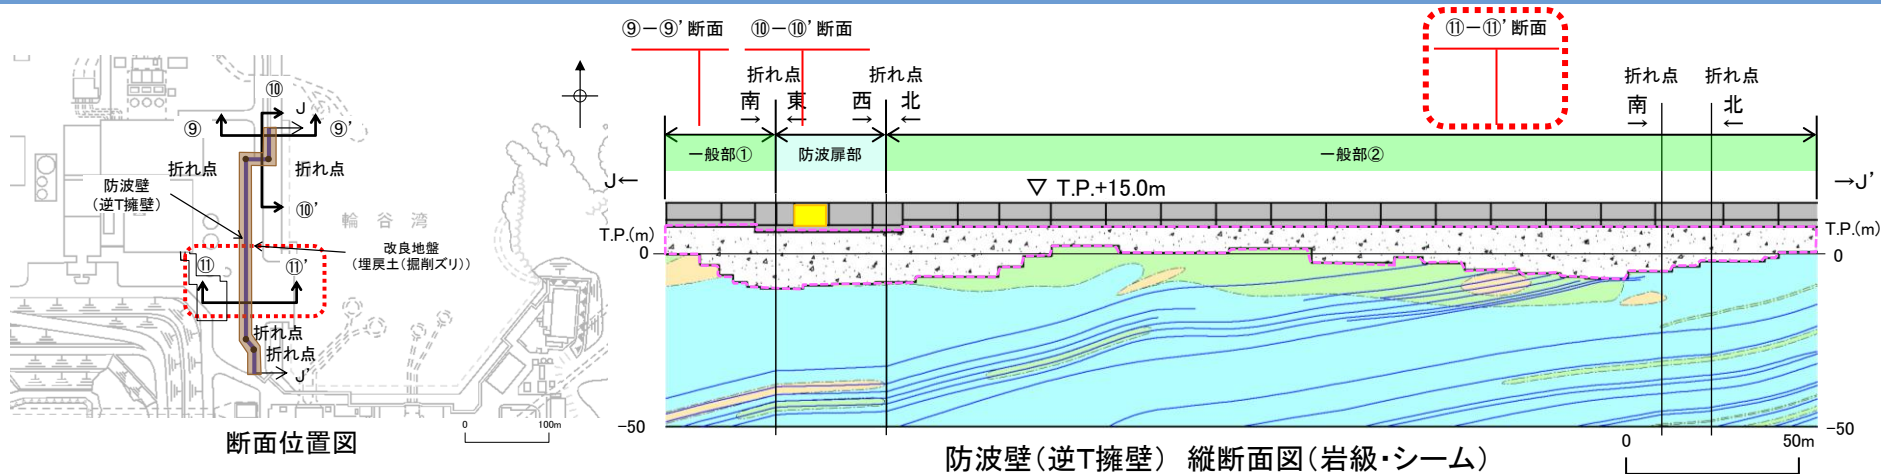 ⑩
J
⑨
⑨’
折れ点
折れ点
防波壁
(逆T擁壁)
⑩’
輪谷湾
改良地盤
(埋戻土(掘削ズリ))
⑪
⑪’
折れ点
折れ点
J’
0
100m
断面位置図
⑨-⑨’断面
⑩-⑩’断面
⑪-⑪’断面
折れ点
折れ点
折れ点
折れ点
南
東
西
北
南
北
→
←
→
←
→
←
一般部①
防波扉部
一般部②
J←
▽ T.P.+15.0m
→J’
T.P.(m)
T.P.(m)
0
0
-50
-50
0
50m
防波壁(逆T擁壁) 縦断面図(岩級・シーム)